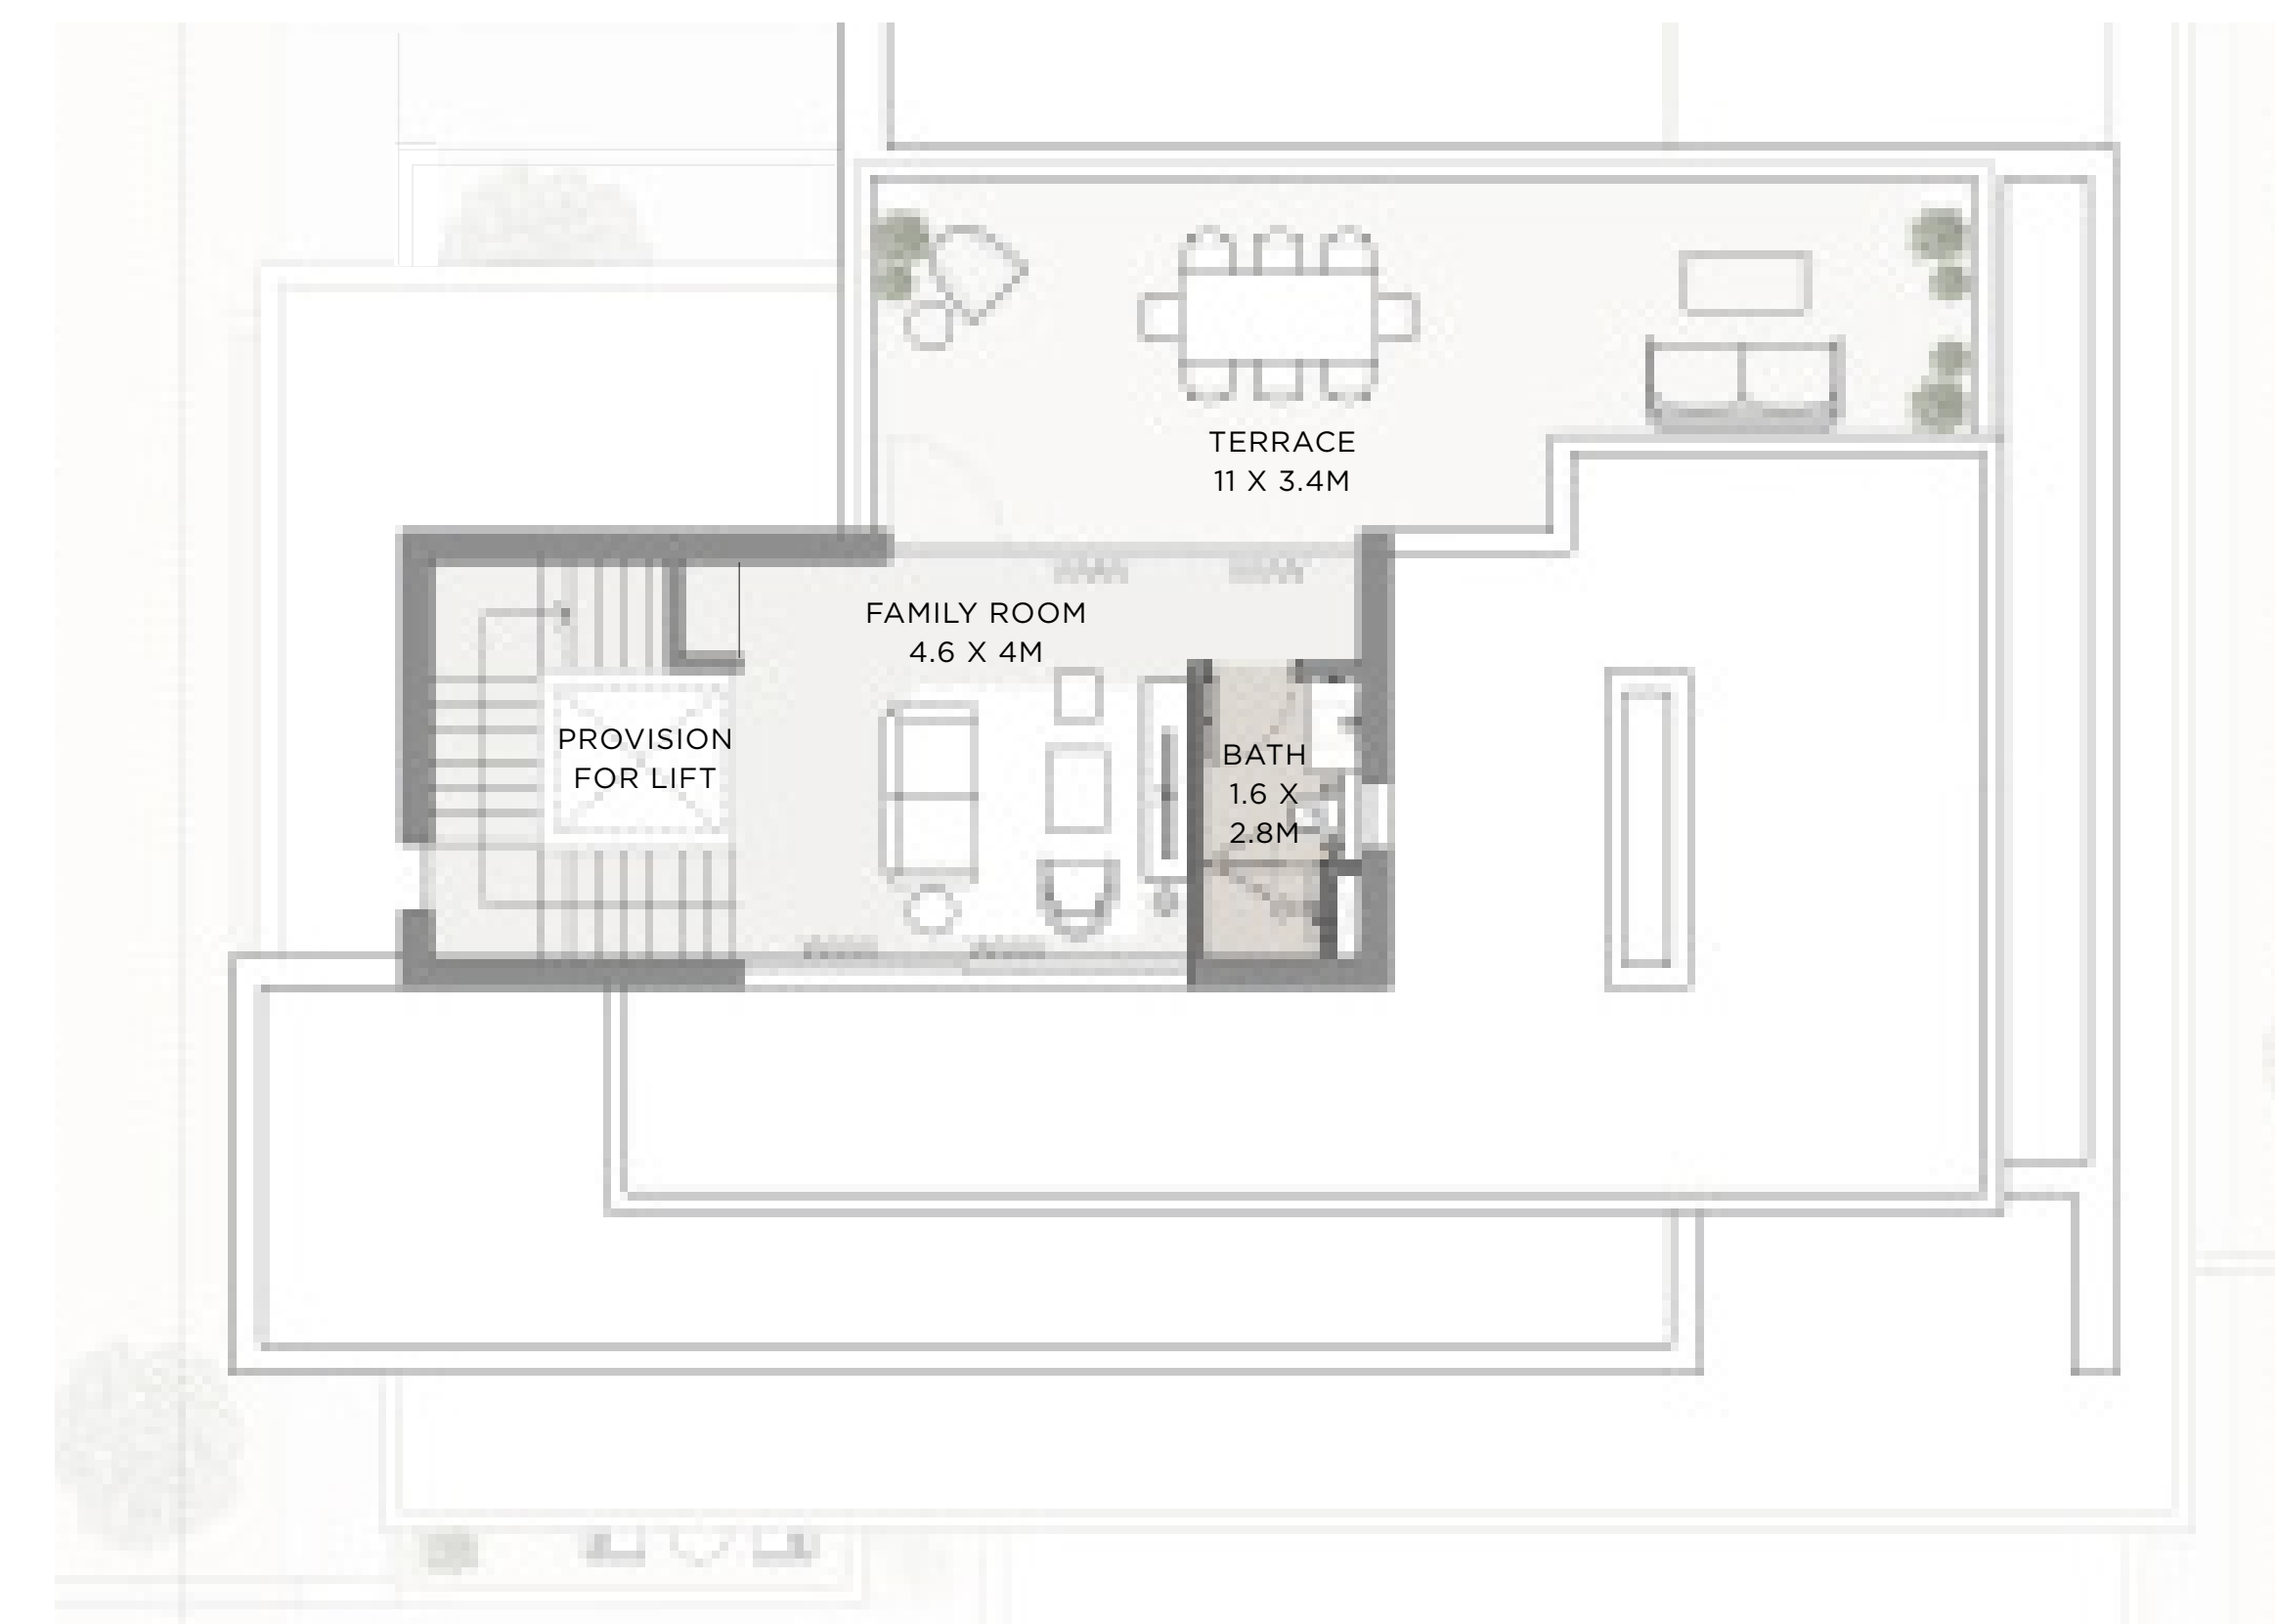 TERRACE
11 X 3.4M
FAMILY ROOM
4.6 X 4M
PROVISION
FOR LIFT
BATH
1.6 X
2.8M